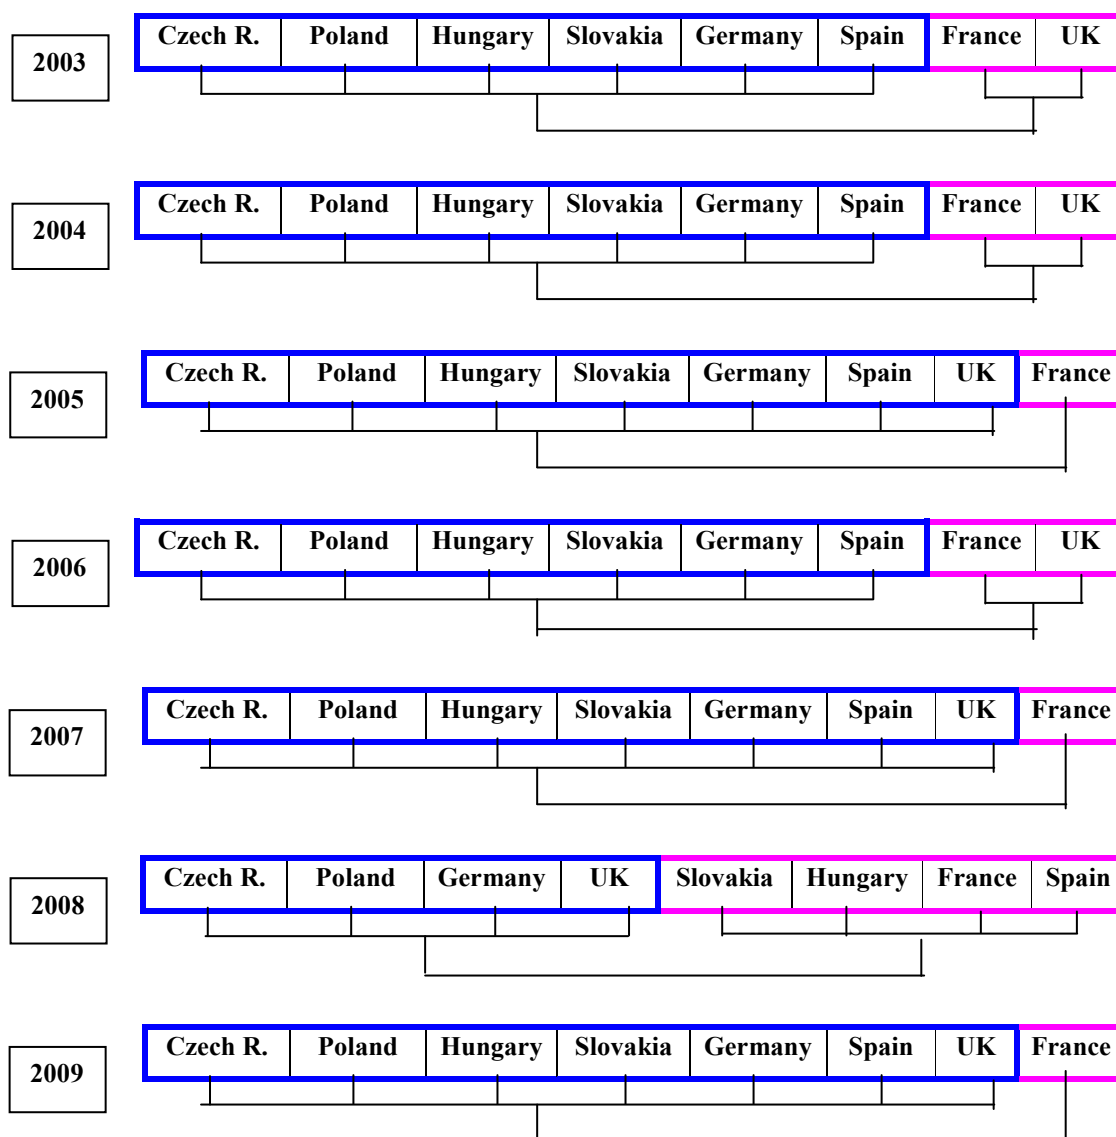 2003 Czech R. Poland Hungary Slovakia Germany Spain France UK
2004 Czech R. Poland Hungary Slovakia Germany Spain France UK
2005 Czech R. Poland Hungary Slovakia Germany Spain UK France
2006 Czech R. Poland Hungary Slovakia Germany Spain France UK
2007 Czech R. Poland Hungary Slovakia Germany Spain UK France
2008 Czech R. Poland Germany UK Slovakia Hungary France Spain
2009 Czech R. Poland Hungary Slovakia Germany Spain UK France